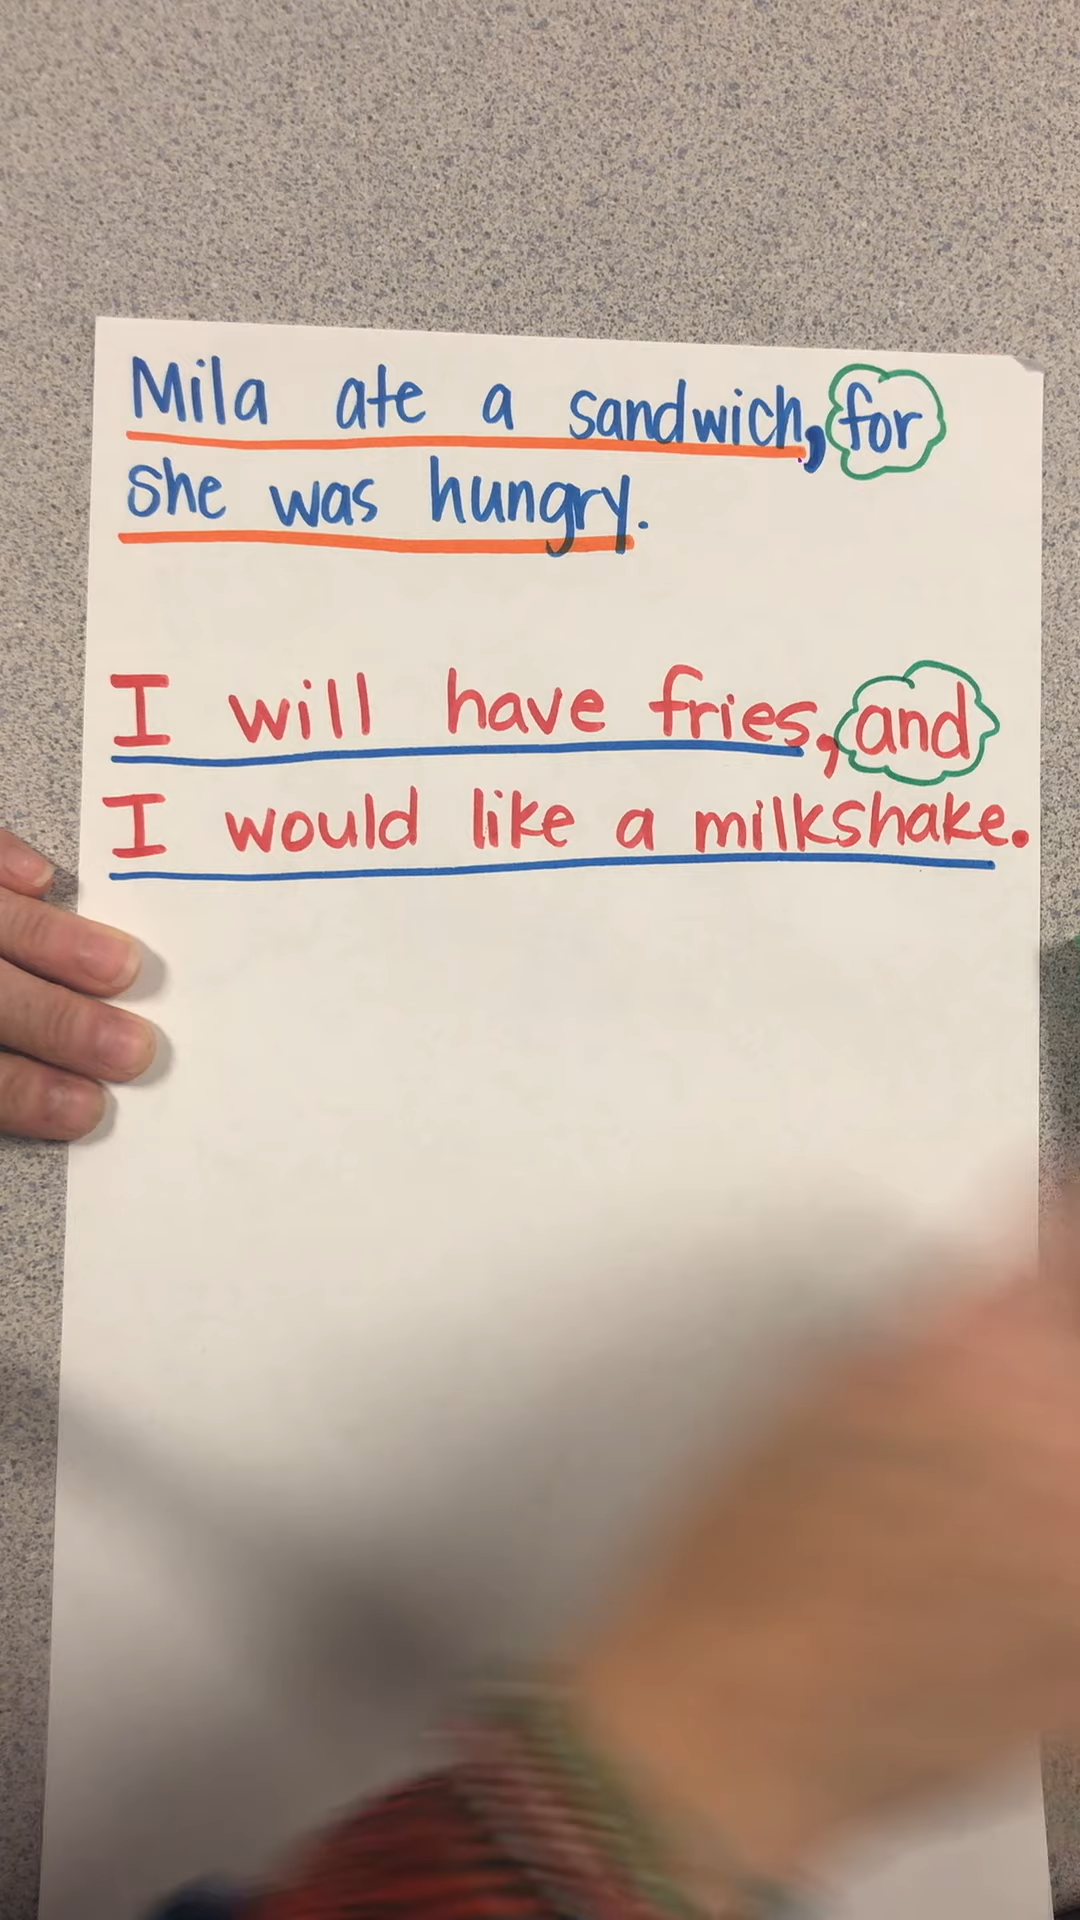 Mila ate a sandwich, for
she was hungry.
I will have fries, and
I would like a milkshake.